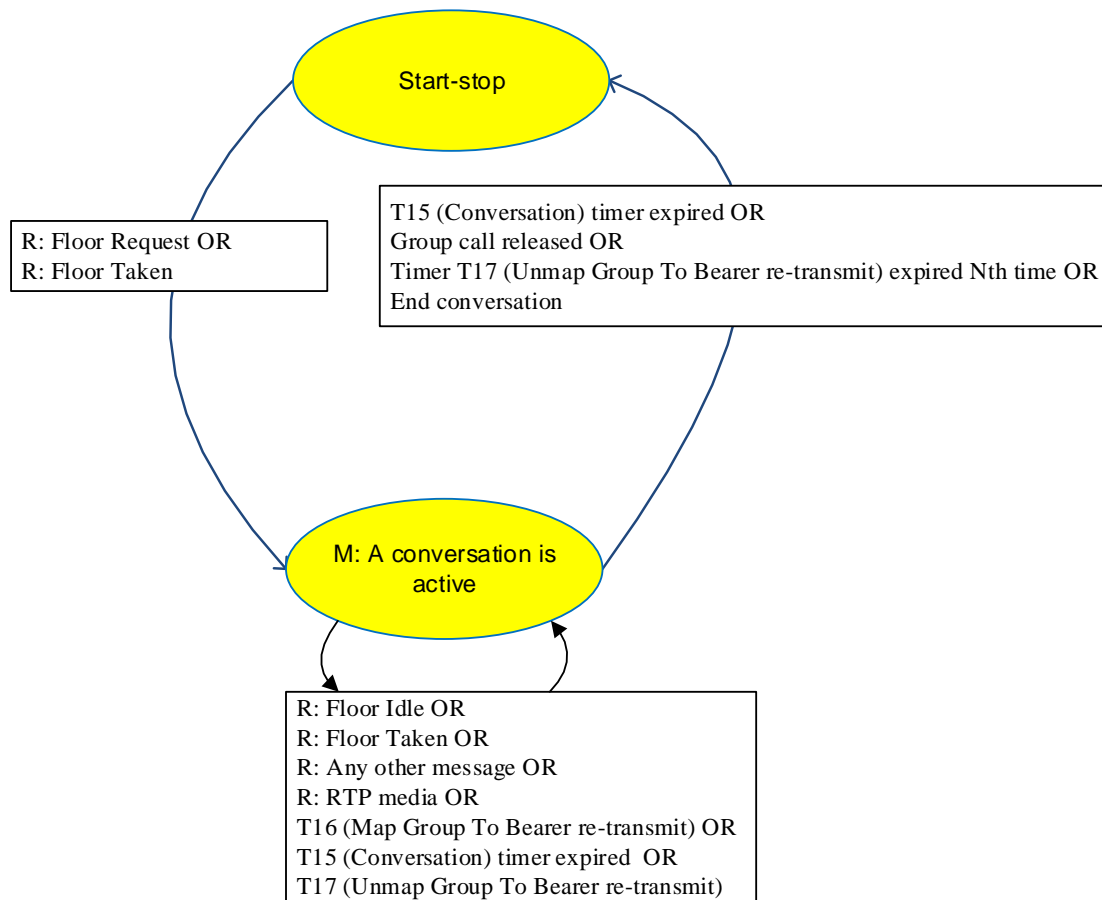 Start-stop
R: Floor Request OR
R: Floor Taken
T15 (Conversation) timer expired OR
Group call released OR
Timer T17 (Unmap Group To Bearer re-transmit) expired Nth time OR
End conversation
M: A conversation is
active
R: Floor Idle OR
R: Floor Taken OR
R: Any other message OR
R: RTP media OR
T16 (Map Group To Bearer re-transmit) OR
T15 (Conversation) timer expired  OR
T17 (Unmap Group To Bearer re-transmit)